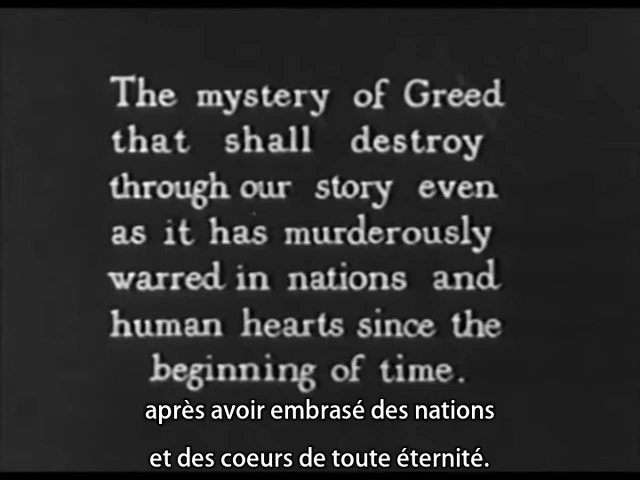 The mystery of Greed
that shall destroy
through our story even
as it has murderously
warred in nations and
human hearts since the
beginning of time.
après avoir embrasé des nations
et des coeurs de toute éternité.